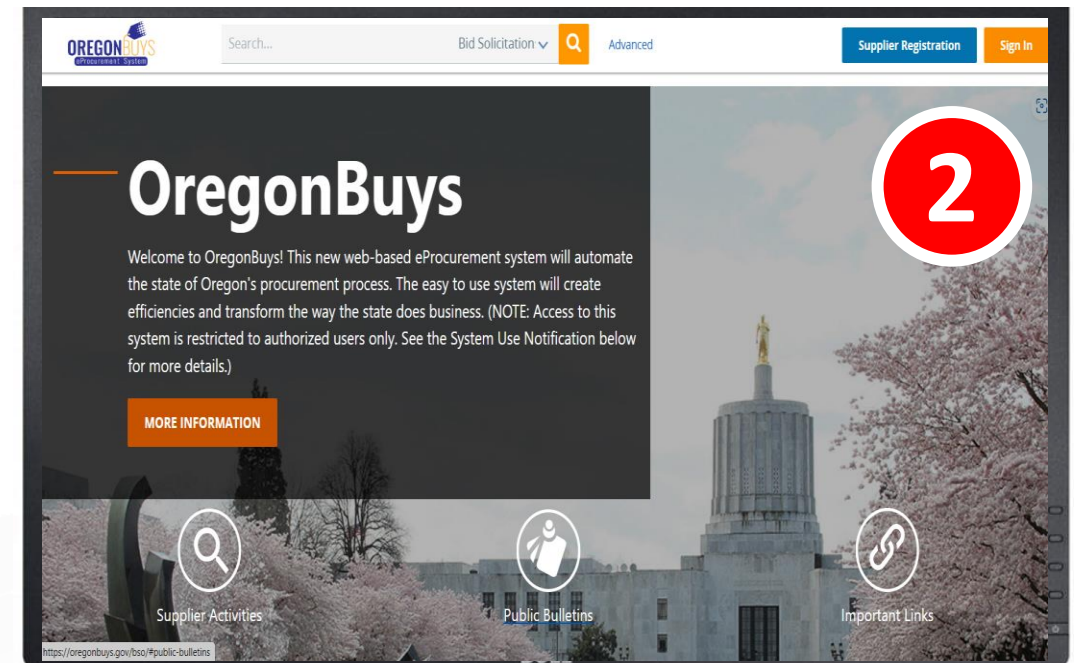 OREGONBUYS
eProcurement System
Search...
Bid Solicitation
Advanced
Supplier Registration
Sign In
2
OregonBuys
Welcome to OregonBuys! This new web-based eProcurement system will automate
the state of Oregon's procurement process. The easy to use system will create
efficiencies and transform the way the state does business. (NOTE: Access to this
system is restricted to authorized users only. See the System Use Notification below
for more details.)
MORE INFORMATION
Supplier Activities
Public Bulletins
Important Links
https://oregonbuys.gov/bso/#public-bulletins